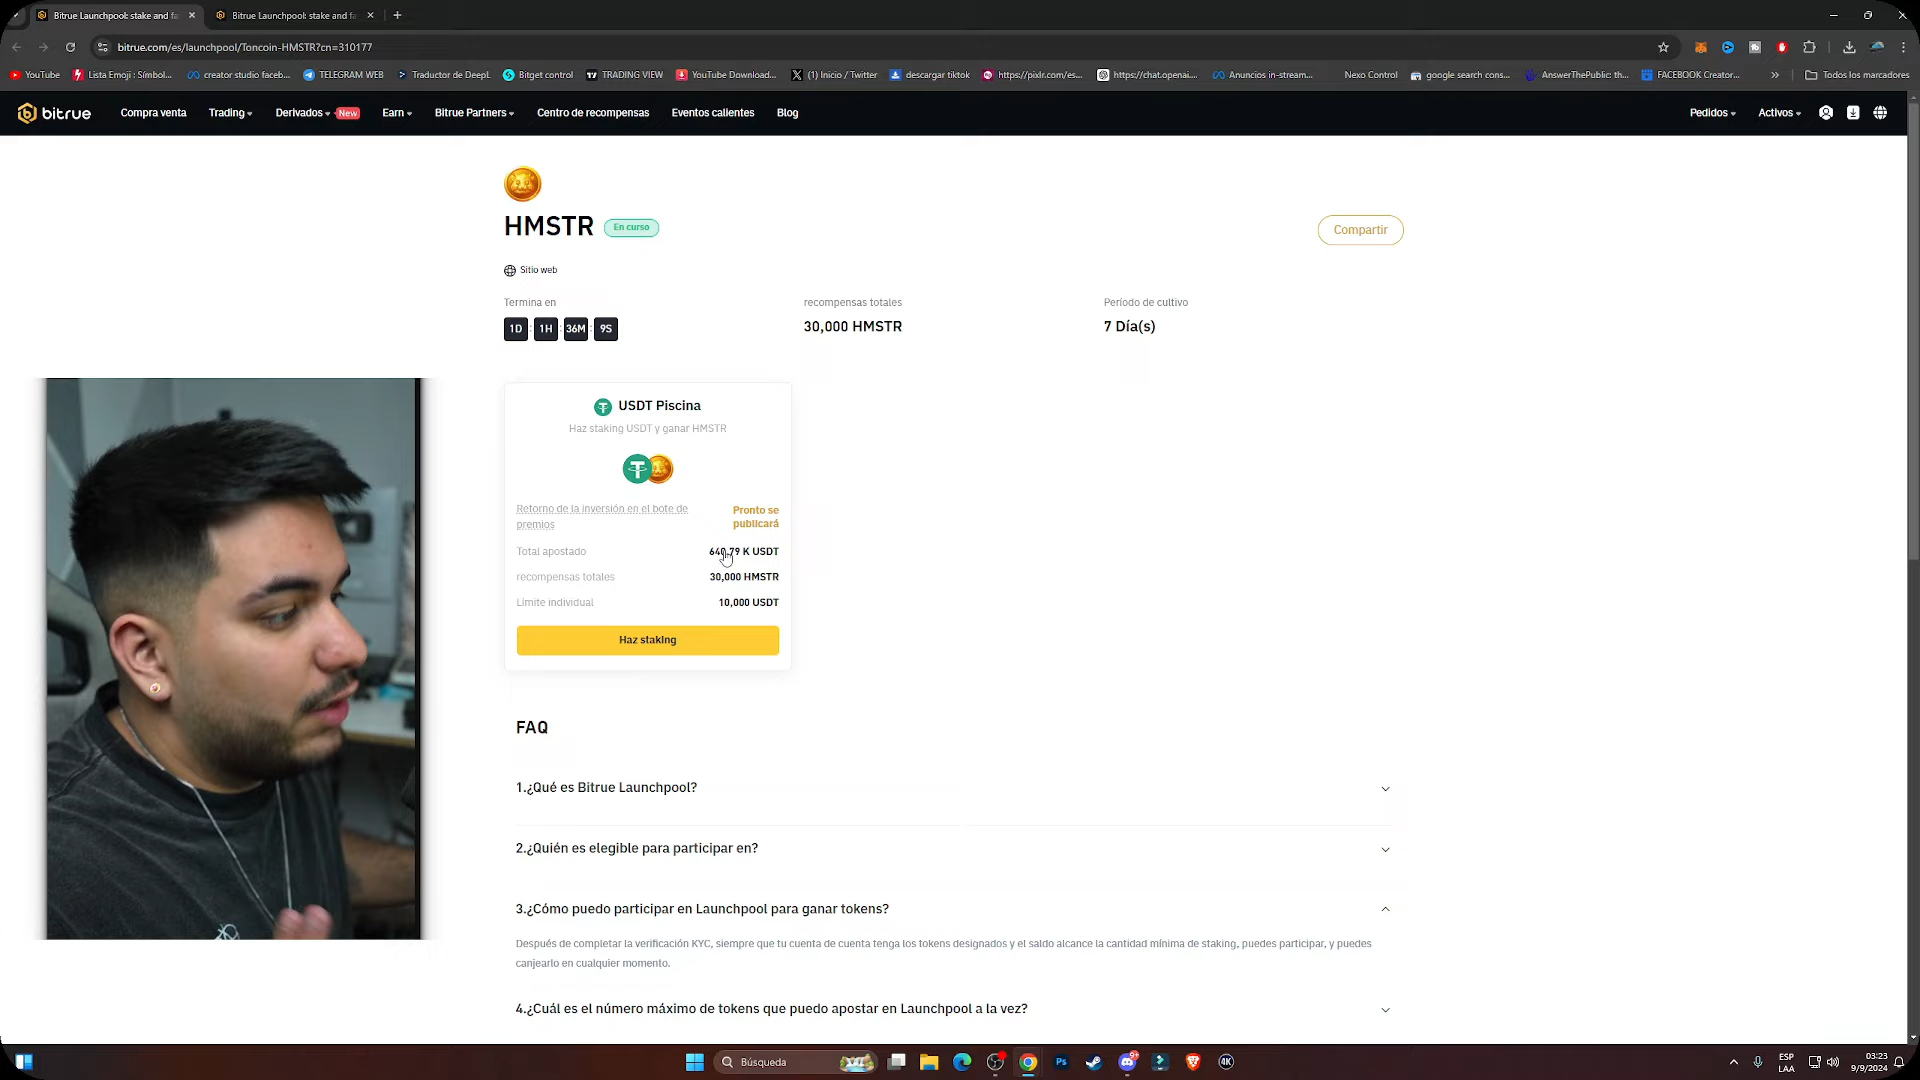 Bitrue Launchpool: stake and fa
Bitrue Launchpool: stake and fa
bitrue.com/es/launchpool/Toncoin-HMSTR?cn=310177
YouTube
Lista Emoji : Símbol...
creator studio faceb...
TELEGRAM WEB
Traductor de DeepL
Bitget control
TRADING VIEW
YouTube Download...
(1) Inicio / Twitter
descargar tiktok
https://pixlr.com/es...
https://chat.openai....
Anuncios in-stream...
Nexo Control
google search cons...
AnswerThePublic: th...
FACEBOOK Creator...
»
Todos los marcadores
bitrue
Compra venta
Trading
Derivados
New
Earn
Bitrue Partners
Centro de recompensas
Eventos calientes
Blog
Pedidos
Activos
HMSTR
En curso
Compartir
Sitio web
Termina en
recompensas totales
Período de cultivo
1D : 1H : 36M : 9S
30,000 HMSTR
7 Día(s)
USDT Piscina
Haz staking USDT y ganar HMSTR
Retorno de la inversión en el bote de
premios
Pronto se
publicará
Total apostado
640.79 K USDT
recompensas totales
30,000 HMSTR
Límite individual
10,000 USDT
Haz staking
FAQ
1.¿Qué es Bitrue Launchpool?
2.¿Quién es elegible para participar en?
3.¿Cómo puedo participar en Launchpool para ganar tokens?
Después de completar la verificación KYC, siempre que tu cuenta de cuenta tenga los tokens designados y el saldo alcance la cantidad mínima de staking, puedes participar, y puedes
canjearlo en cualquier momento.
4.¿Cuál es el número máximo de tokens que puedo apostar en Launchpool a la vez?
Búsqueda
Ps
4K
ESP
LAA
03:23
9/9/2024